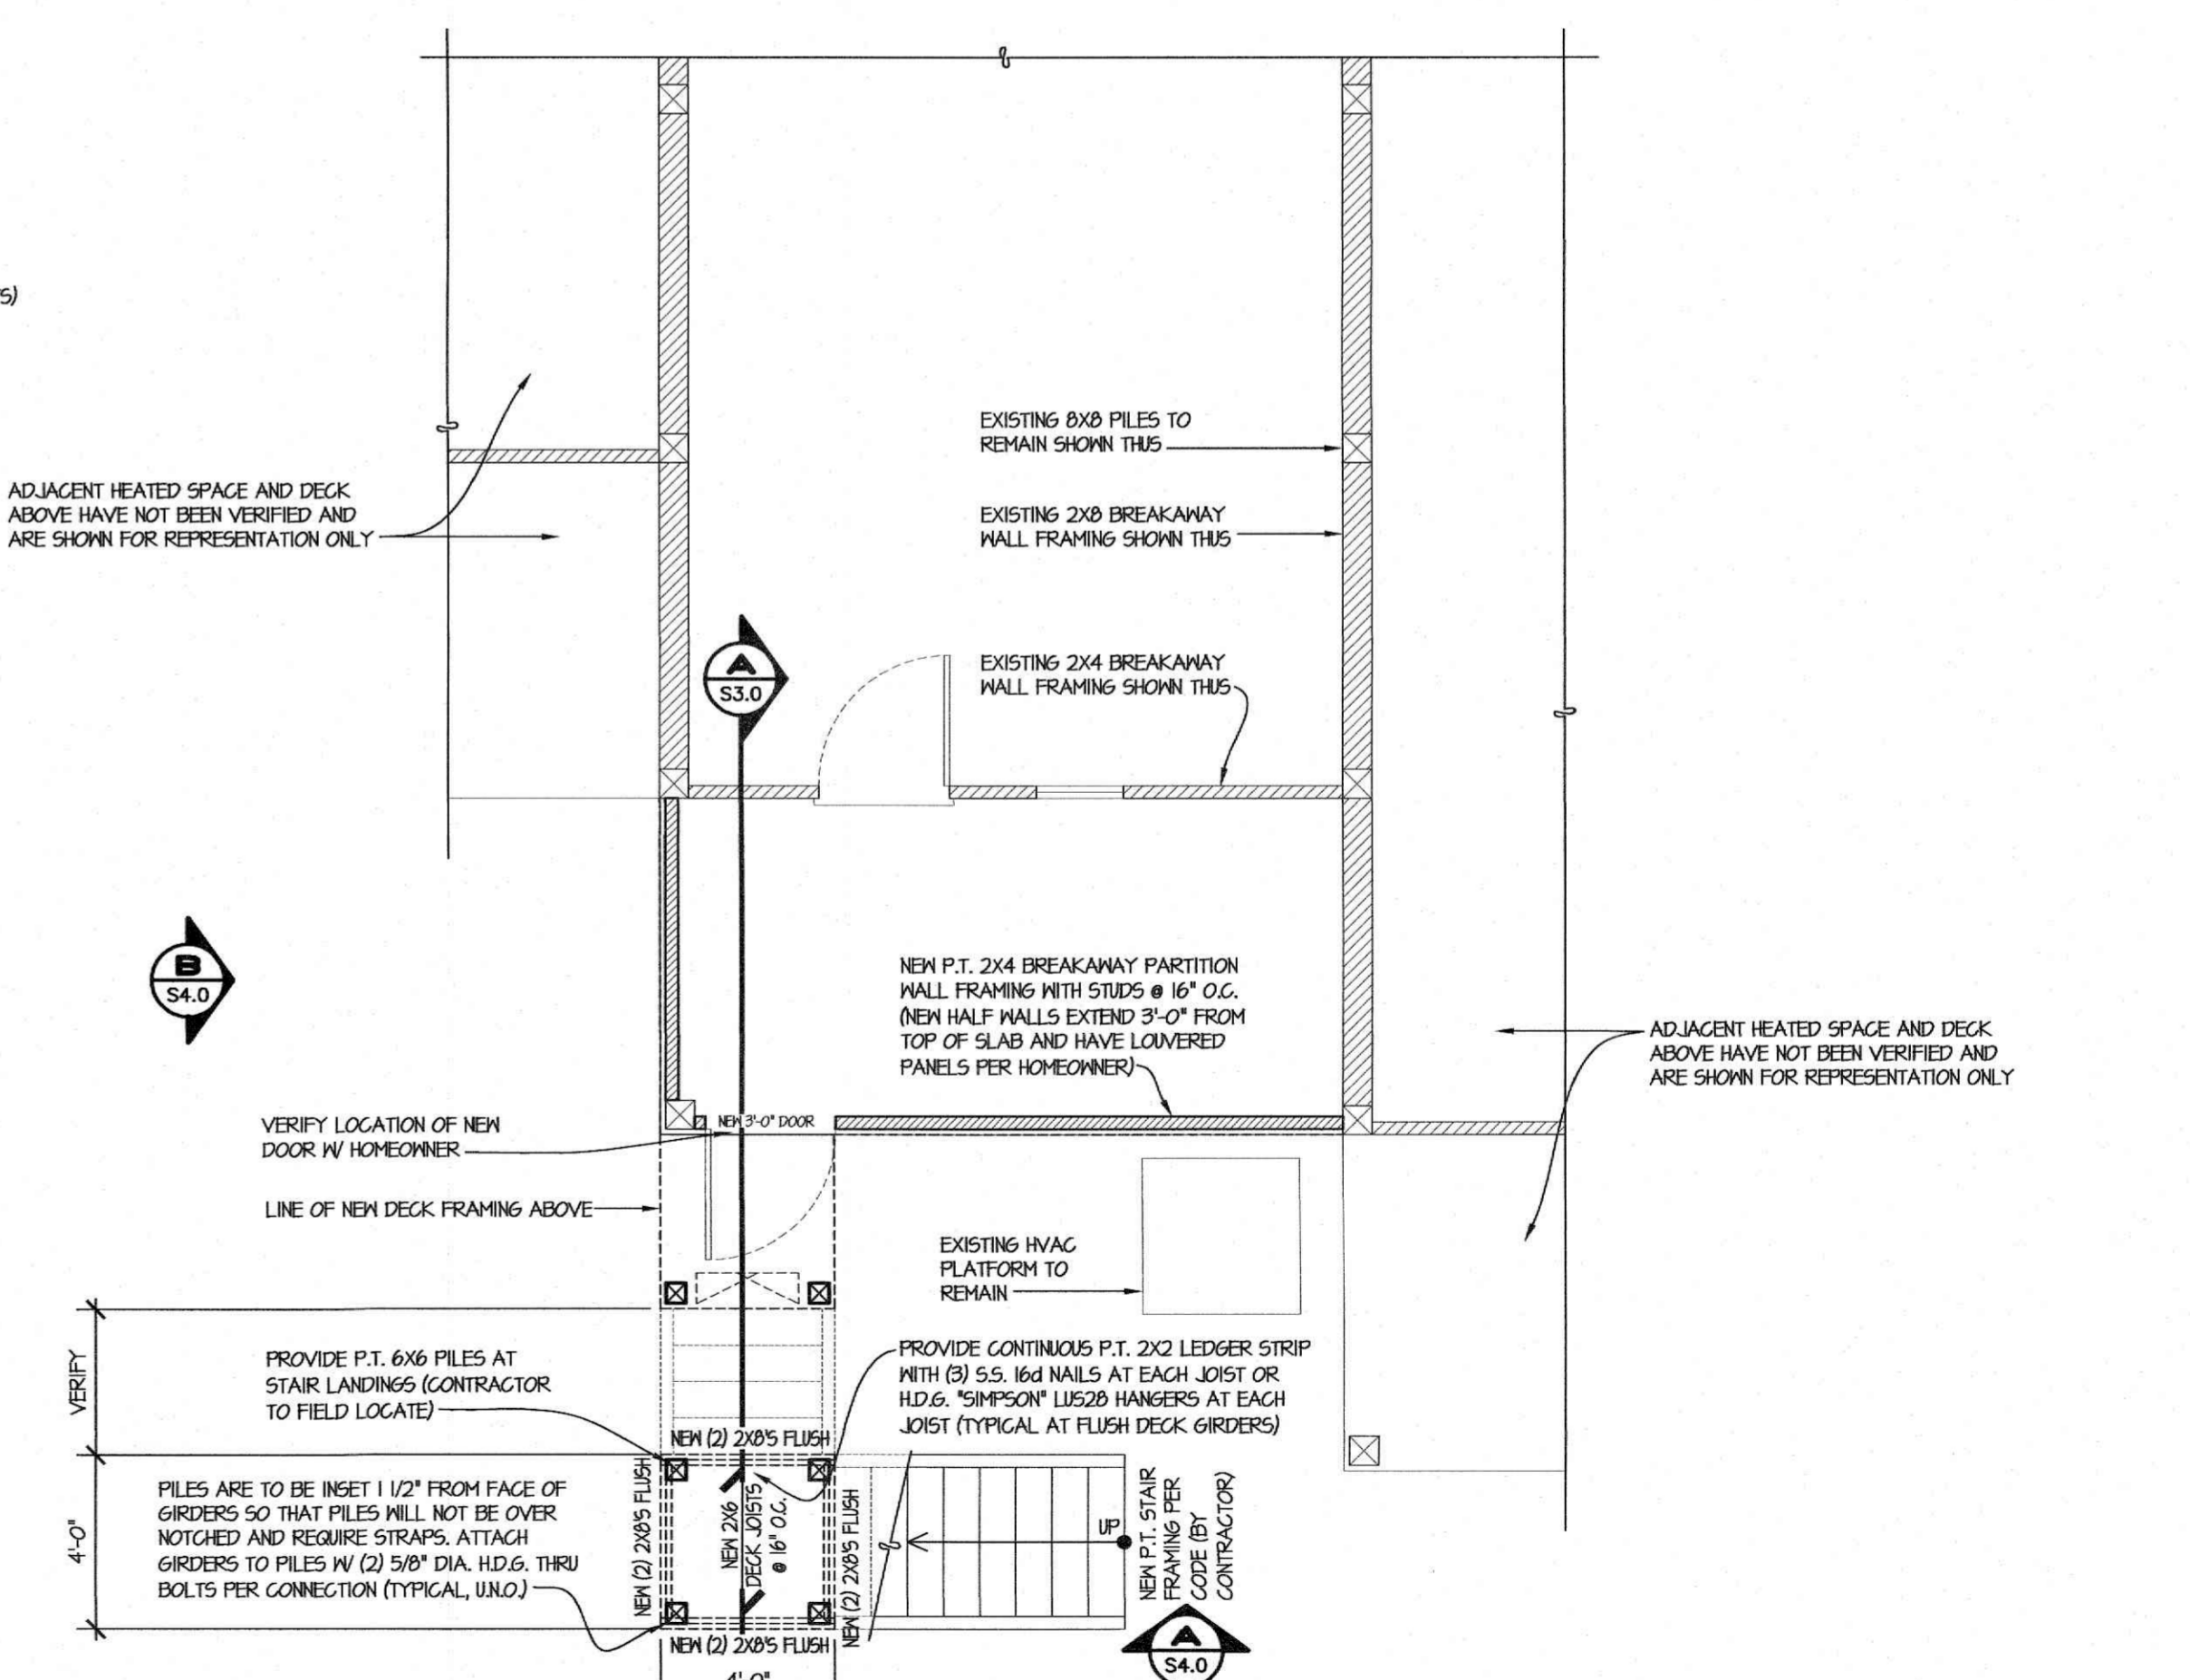 S)
EXISTING 8X8 PILES TO
REMAIN SHOWN THUS
ADJACENT HEATED SPACE AND DECK
ABOVE HAVE NOT BEEN VERIFIED AND
ARE SHOWN FOR REPRESENTATION ONLY
EXISTING 2X8 BREAKAWAY
WALL FRAMING SHOWN THUS
A
S3.0
EXISTING 2X4 BREAKAWAY
WALL FRAMING SHOWN THUS
B
S4.0
NEW P.T. 2X4 BREAKAWAY PARTITION
WALL FRAMING WITH STUDS @ 16" O.C.
(NEW HALF WALLS EXTEND 3'-0" FROM
TOP OF SLAB AND HAVE LOUVERED
PANELS PER HOMEOWNER)
ADJACENT HEATED SPACE AND DECK
ABOVE HAVE NOT BEEN VERIFIED AND
ARE SHOWN FOR REPRESENTATION ONLY
VERIFY LOCATION OF NEW
DOOR W/ HOMEOWNER
NEW 3'-0" DOOR
LINE OF NEW DECK FRAMING ABOVE
EXISTING HVAC
PLATFORM TO
REMAIN
VERIFY
PROVIDE P.T. 6X6 PILES AT
STAIR LANDINGS (CONTRACTOR
TO FIELD LOCATE)
PROVIDE CONTINUOUS P.T. 2X2 LEDGER STRIP
WITH (3) S.S. 16d NAILS AT EACH JOIST OR
H.D.G. "SIMPSON" LUS28 HANGERS AT EACH
JOIST (TYPICAL AT FLUSH DECK GIRDERS)
NEW (2) 2X8'S FLUSH
4'-0"
PILES ARE TO BE INSET 1 1/2" FROM FACE OF
GIRDERS SO THAT PILES WILL NOT BE OVER
NOTCHED AND REQUIRE STRAPS. ATTACH
GIRDERS TO PILES W/ (2) 5/8" DIA. H.D.G. THRU
BOLTS PER CONNECTION (TYPICAL, U.N.O.)
NEW (2) 2X8'S FLUSH
NEW 2X6
DECK JOISTS
@ 16" O.C.
NEW (2) 2X8'S FLUSH
UP
NEW P.T. STAIR
FRAMING PER
CODE (BY
CONTRACTOR)
NEW (2) 2X8'S FLUSH
4'-0"
A
S4.0